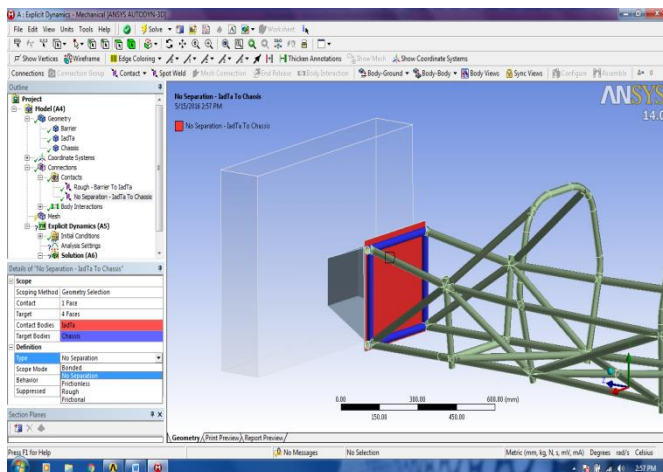 A : Explicit Dynamics - Mechanical [ANSYS AUTODYN-3D]
File Edit View Units Tools Help Solve Worksheet
Show Vertices Wireframe Edge Coloring Thicken Annotations Show Mesh Show Coordinate Systems
Connections Connection Group Contact Spot Weld Mesh Connection End Release Body Interaction Body-Ground Body-Body Body Views Sync Views Configure Assemble
Outline
Project
Model (A4)
Geometry
Barrier
IadTa
Chassis
Coordinate Systems
Connections
Contacts
Rough - Barrier To IadTa
No Separation - IadTa To Chassis
Body Interactions
Mesh
Explicit Dynamics (A5)
Initial Conditions
Analysis Settings
Solution (A6)
Details of "No Separation - IadTa To Chassis"
Scope
Scoping Method Geometry Selection
Contact 1 Face
Target 4 Faces
Contact Bodies IadTa
Target Bodies Chassis
Definition
Type No Separation
Scope Mode Bonded
No Separation
Behavior Frictionless
Suppressed Rough
Frictional
Section Planes
No Separation - IadTa To Chassis
5/15/2016 2:57 PM
No Separation - IadTa To Chassis
ANSYS
14.0
0.00 300.00 600.00 (mm)
150.00 450.00
Geometry Print Preview Report Preview
Press F1 for Help No Messages No Selection Metric (mm, kg, N, s, mV, mA) Degrees rad/s Celsius
2:57 PM